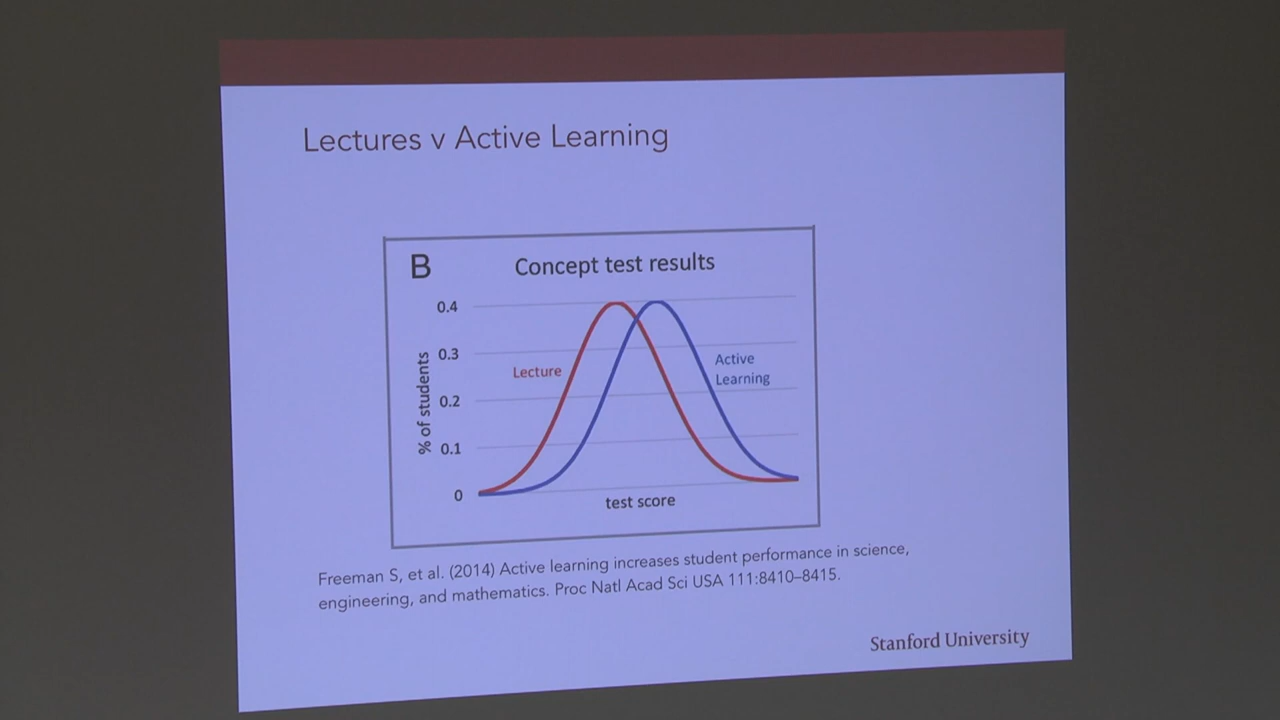 Lectures v Active Learning
B
Concept test results
0.4
0.3
0.2
0.1
0
% of students
Lecture
Active
Learning
test score
Freeman S, et al. (2014) Active learning increases student performance in science,
engineering, and mathematics. Proc Natl Acad Sci USA 111:8410–8415.
Stanford University